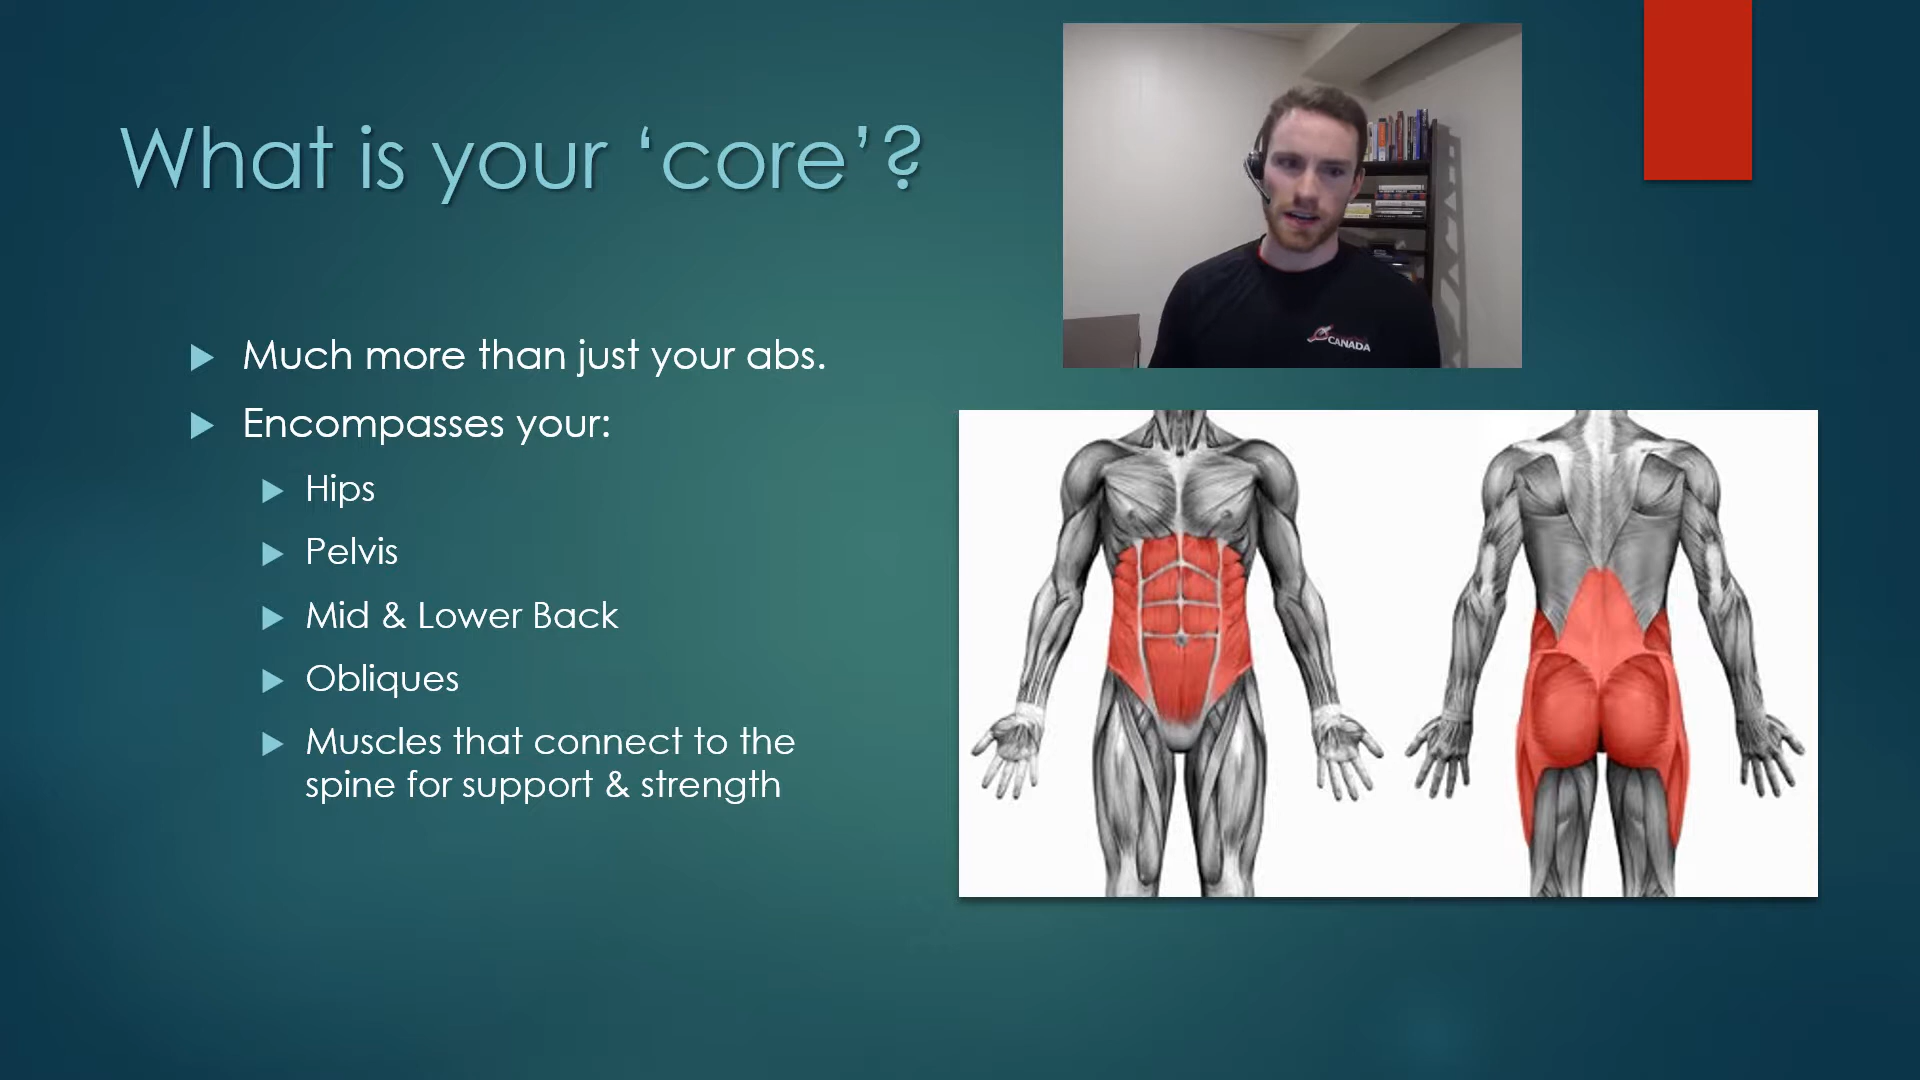 What is your ‘core’?
Much more than just your abs.
Encompasses your:
Hips
Pelvis
Mid & Lower Back
Obliques
Muscles that connect to the
spine for support & strength
CANADA